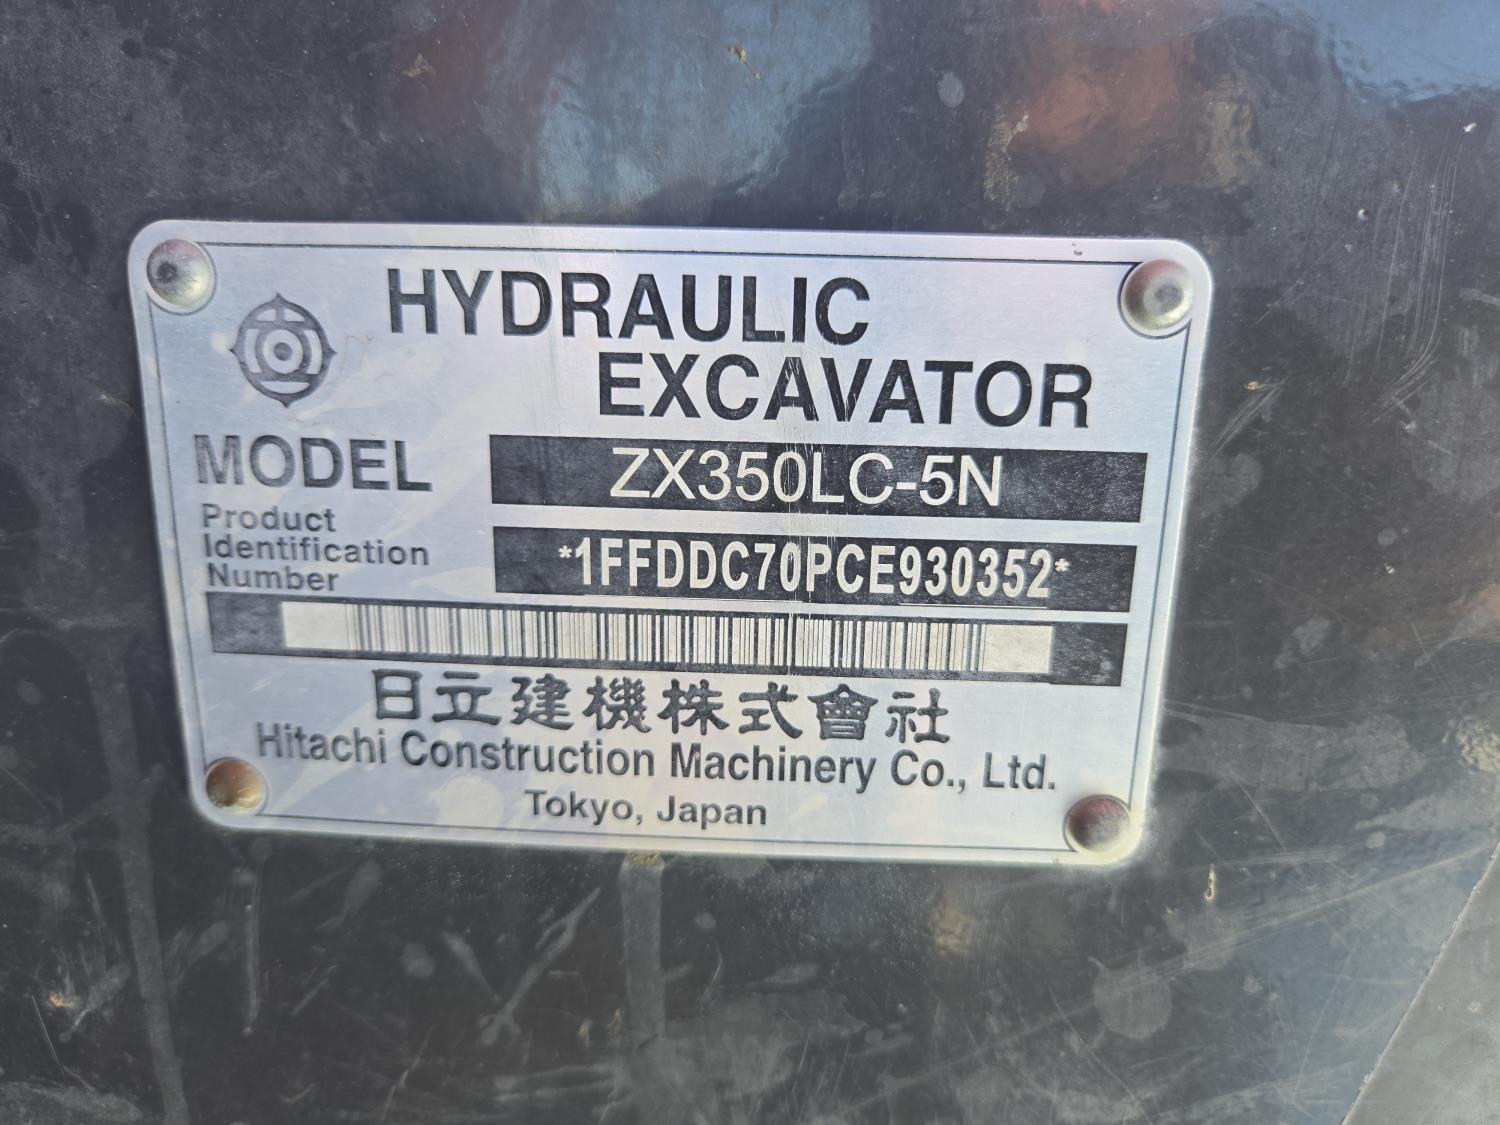 HYDRAULIC
EXCAVATOR
MODEL ZX350LC-5N
Product
Identification
Number
*1FFDDC70PCE930352*
日立建機株式會社
Hitachi Construction Machinery Co., Ltd.
Tokyo, Japan